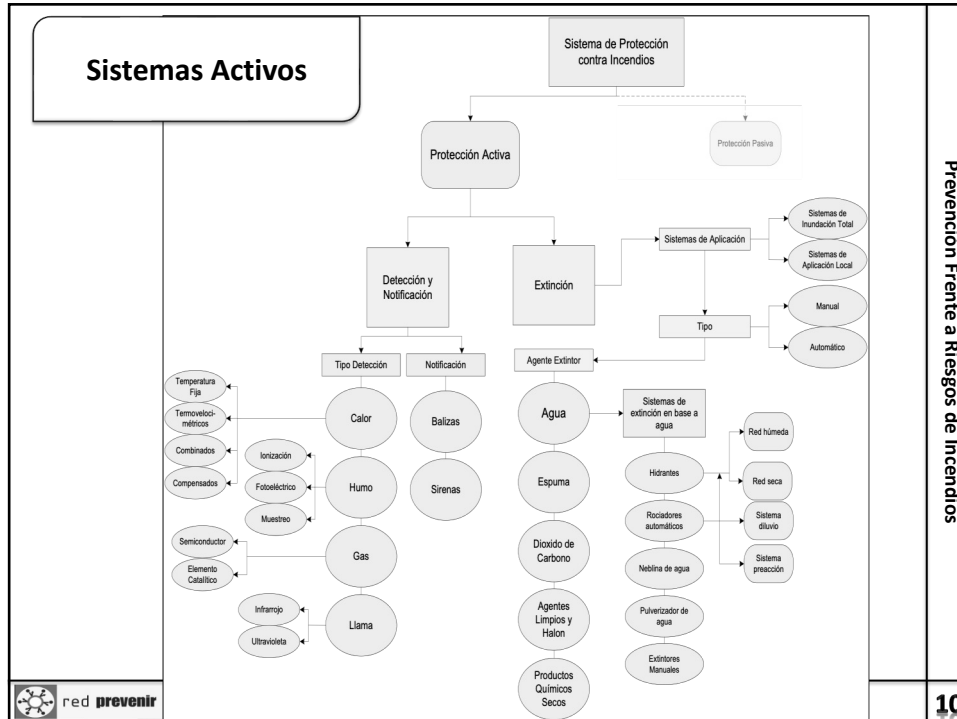 Sistemas Activos
Sistema de Protección
contra Incendios
Protección Activa
Protección Pasiva
Detección y
Notificación
Extinción
Sistemas de Aplicación
Sistemas de
Inundación Total
Sistemas de
Aplicación Local
Tipo
Manual
Automático
Tipo Detección
Notificación
Agente Extintor
Calor
Temperatura
Fija
Termoveloci-
métricos
Combinados
Compensados
Humo
Ionización
Fotoeléctrico
Muestreo
Gas
Semiconductor
Elemento
Catalítico
Llama
Infrarrojo
Ultravioleta
Balizas
Sirenas
Agua
Espuma
Dioxido de
Carbono
Agentes
Limpios y
Halon
Productos
Químicos
Secos
Sistemas de
extinción en base a
agua
Hidrantes
Rociadores
automáticos
Neblina de agua
Pulverizador de
agua
Extintores
Manuales
Red húmeda
Red seca
Sistema
diluvio
Sistema
preacción
Prevención Frente a Riesgos de Incendios
red prevenir
10